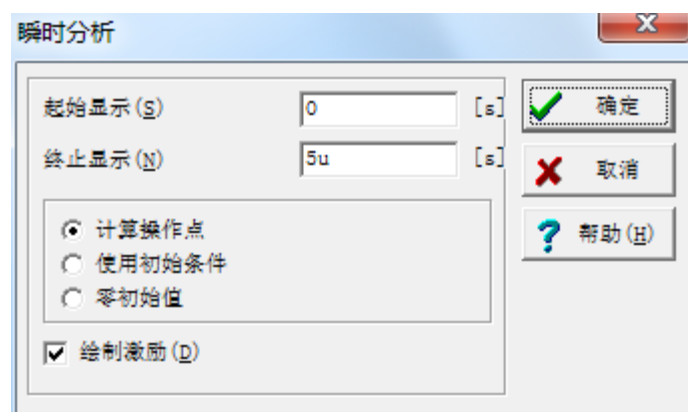 瞬时分析
起始显示(S) 0 [s] 确定
终止显示(N) 5u [s] 取消
计算操作点
帮助(H)
使用初始条件
零初始值
绘制激励(D)